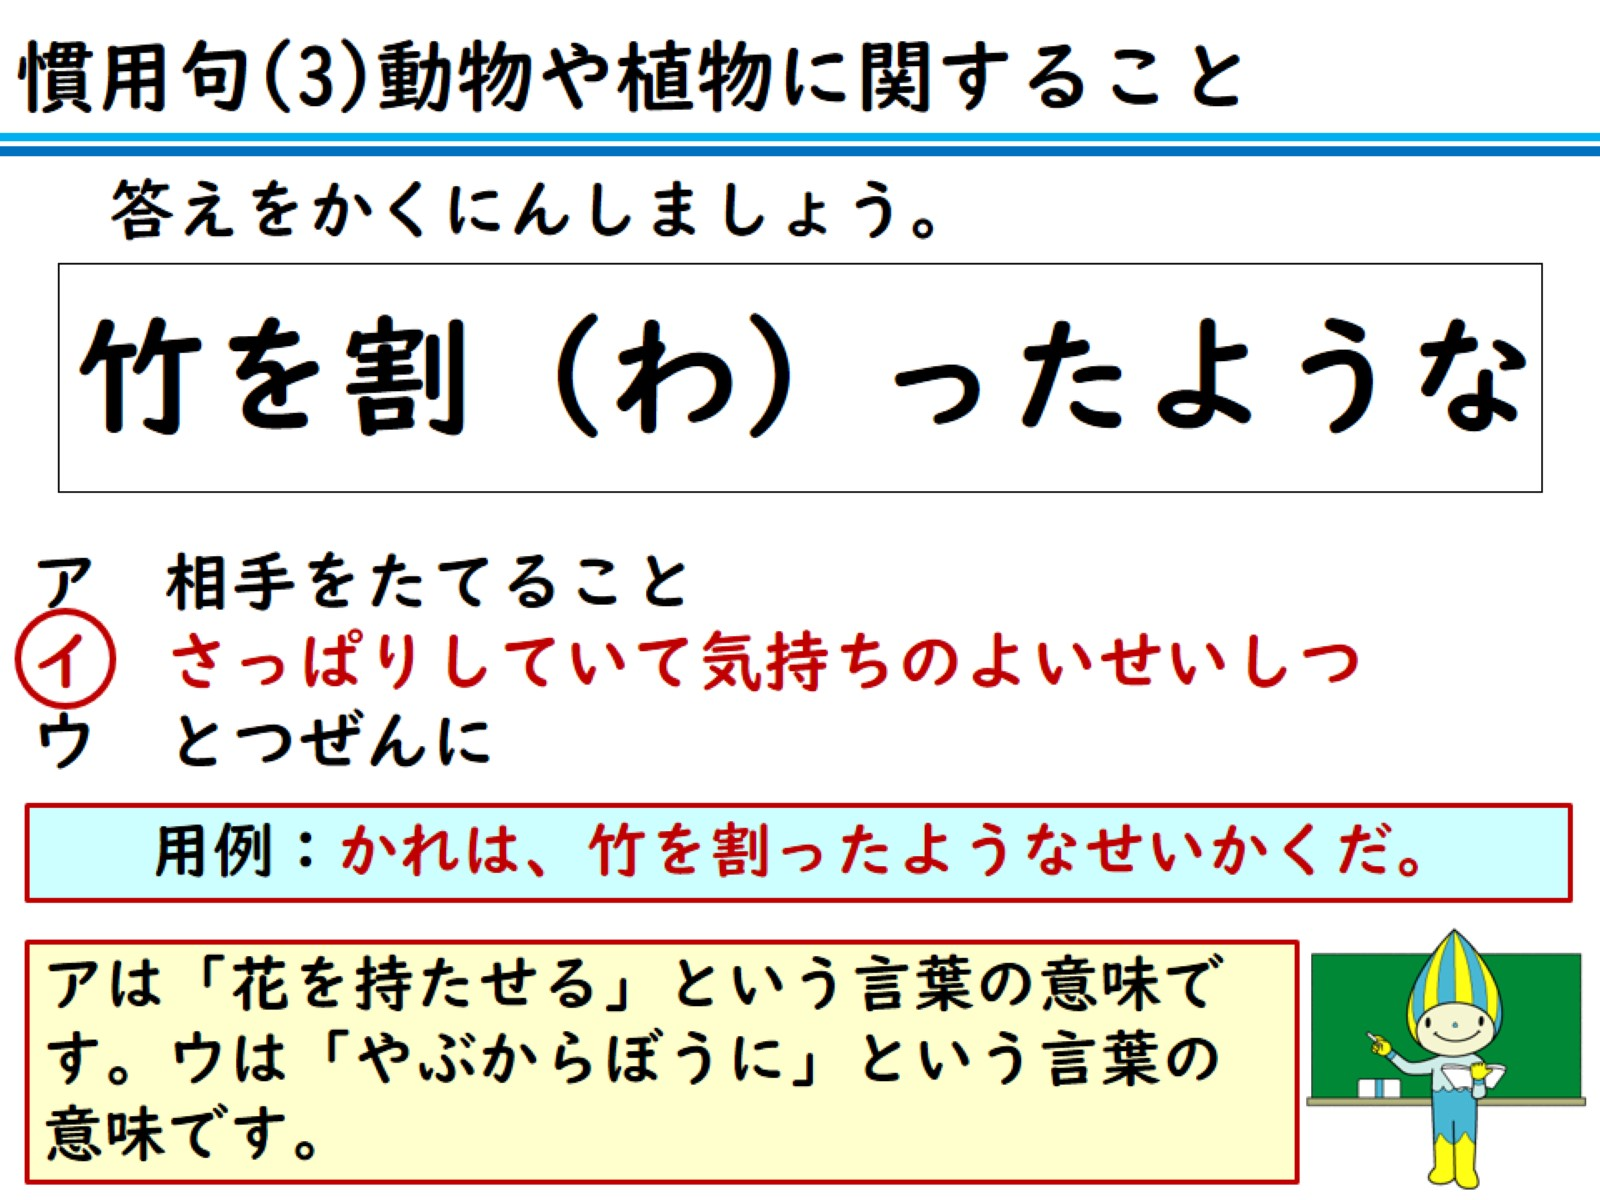 慣用句(3)動物や植物に関すること
答えをかくにんしましょう。
竹を割（わ）ったような
ア　相手をたてること
イ　さっぱりしていて気持ちのよいせいしつ
ウ　とつぜんに
用例：かれは、竹を割ったようなせいかくだ。
アは「花を持たせる」という言葉の意味で
す。ウは「やぶからぼうに」という言葉の
意味です。